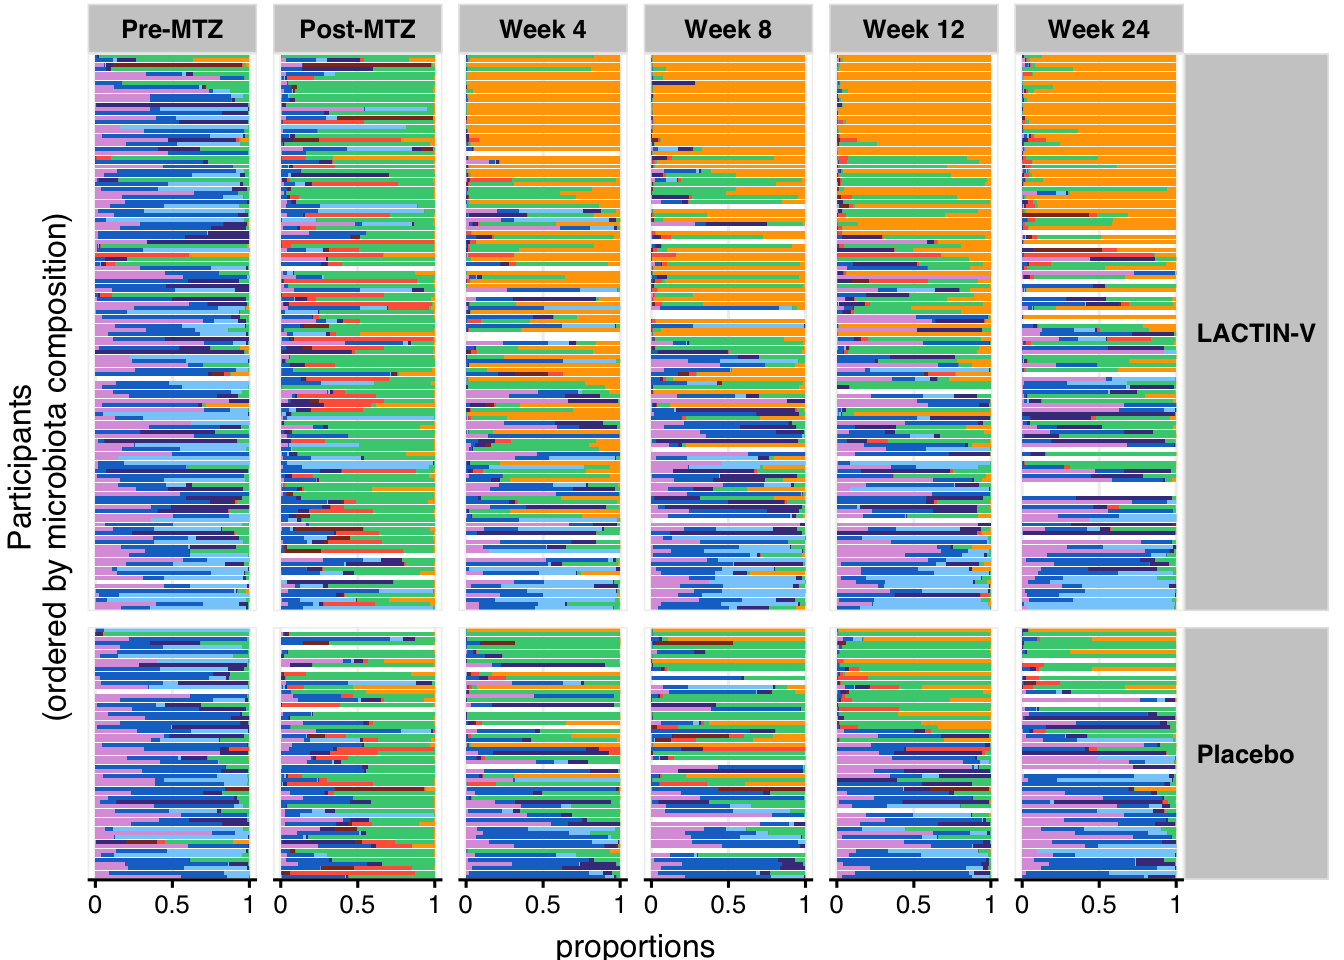 Pre-MTZ
Post-MTZ
Week 4
Week 8
Week 12
Week 24
Participants
(ordered by microbiota composition)
LACTIN-V
Placebo
0 0.5 1
0 0.5 1
0 0.5 1
0 0.5 1
0 0.5 1
0 0.5 1
proportions